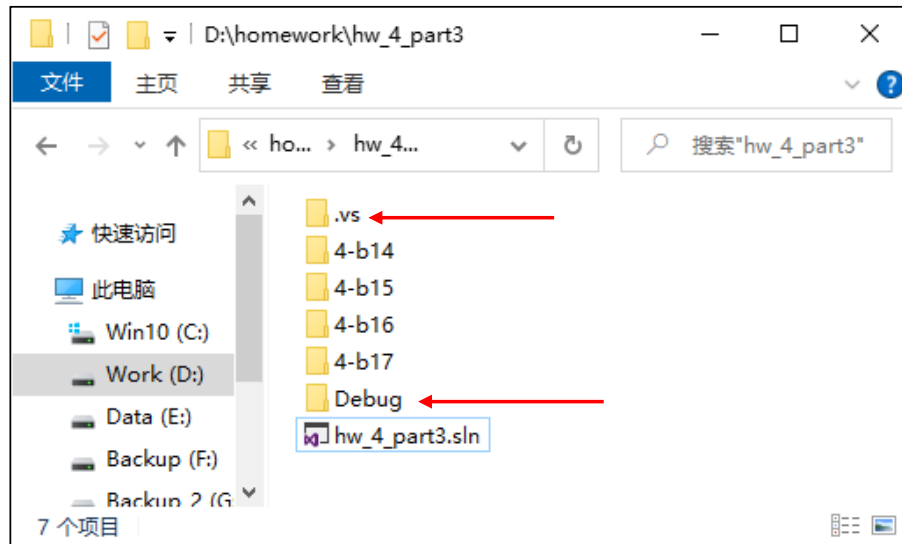 D:\homework\hw_4_part3
文件 主页 共享 查看
« ho... › hw_4... 搜索"hw_4_part3"
快速访问
此电脑
Win10 (C:)
Work (D:)
Data (E:)
Backup (F:)
Backup 2 (G
.vs
4-b14
4-b15
4-b16
4-b17
Debug
hw_4_part3.sln
7 个项目